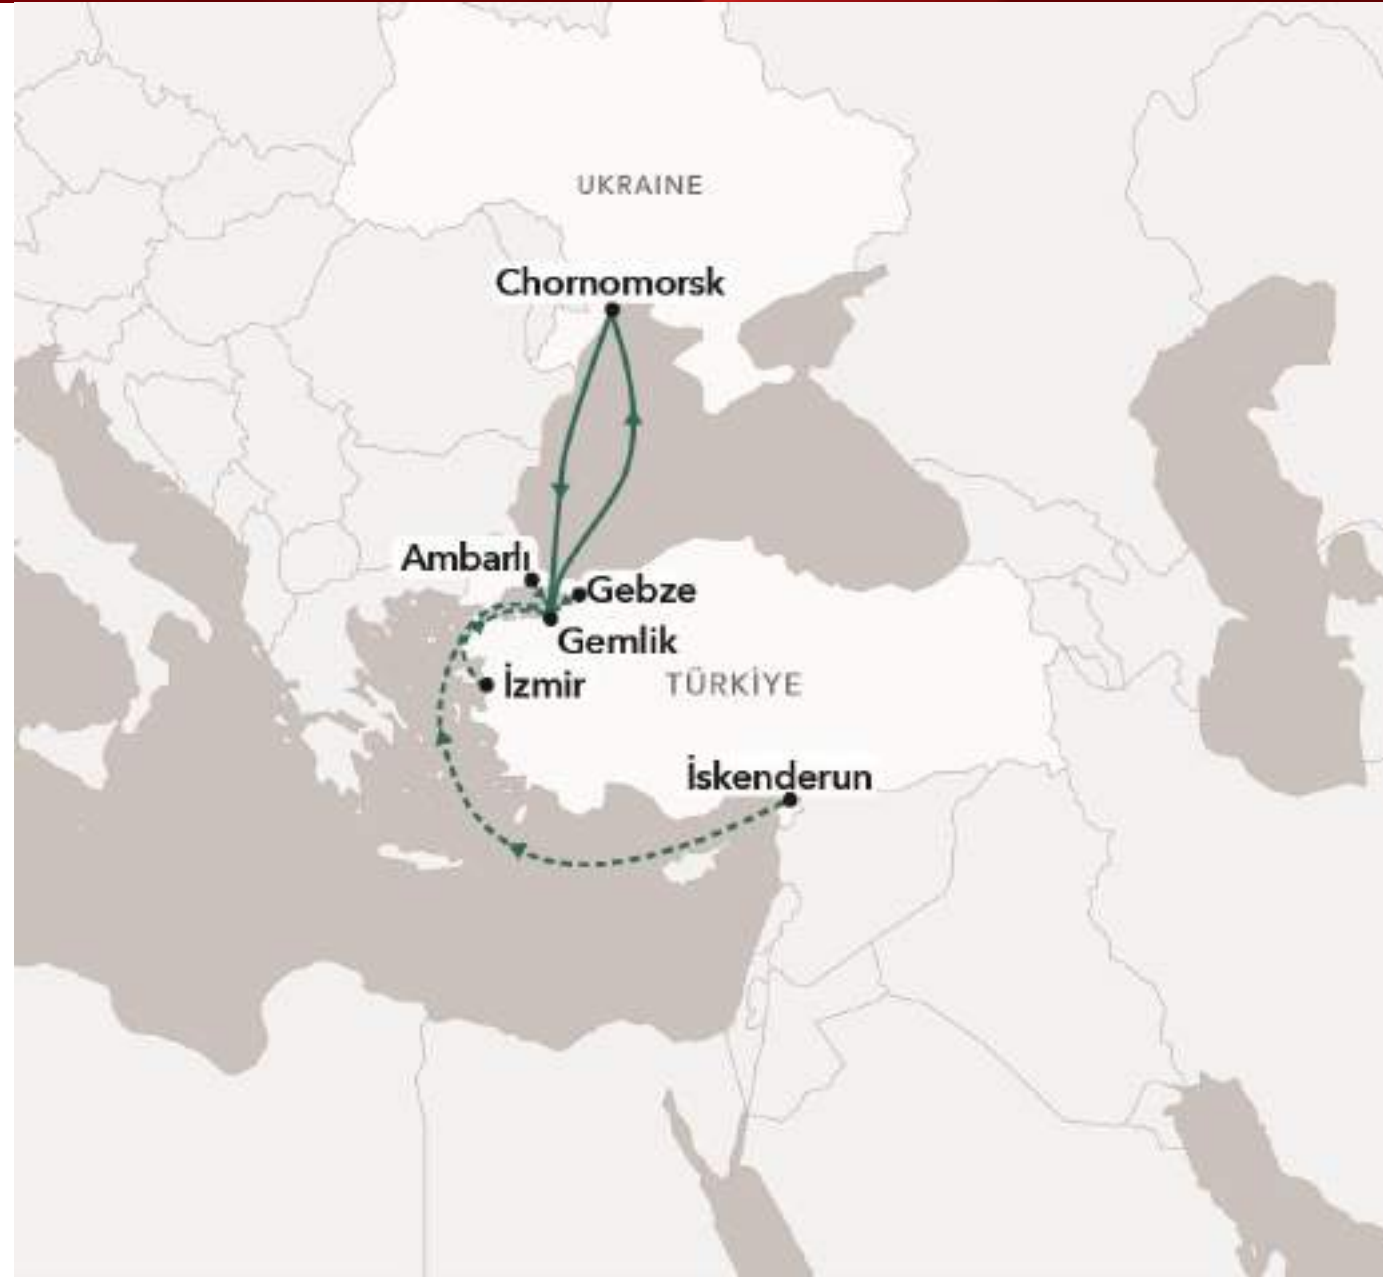 UKRAINE
Chornomorsk
Ambarlı
Gebze
Gemlik
İzmir
TÜRKİYE
İskenderun